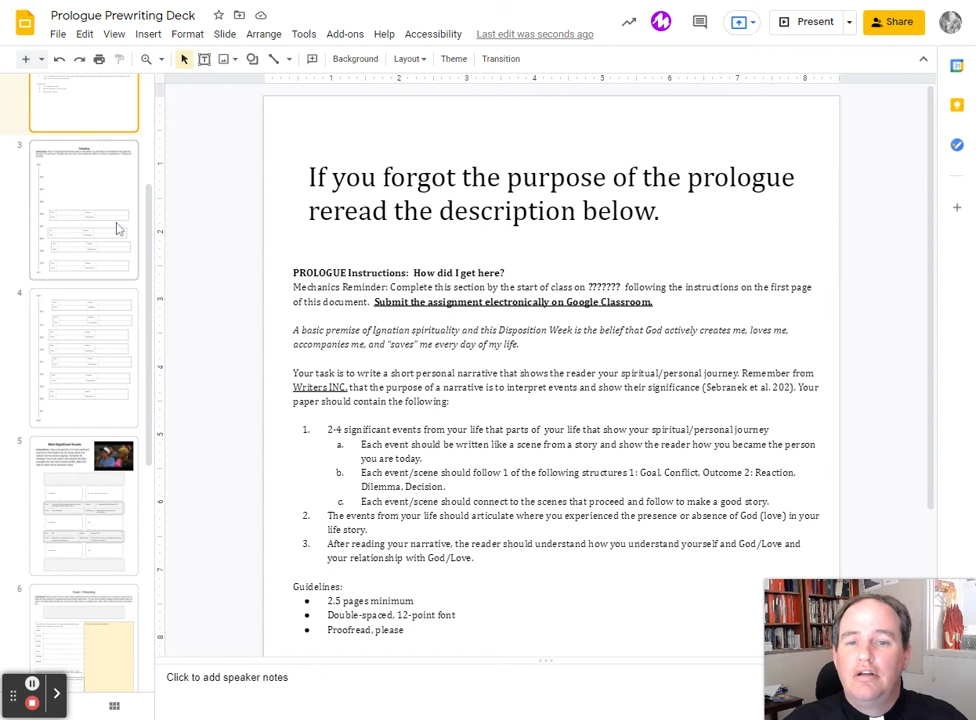 Prologue Prewriting Deck
File Edit View Insert Format Slide Arrange Tools Add-ons Help Accessibility Last edit was seconds ago
Present
Share
Background Layout Theme Transition
1 2 3 4 5 6 7 8
If you forgot the purpose of the prologue
reread the description below.
PROLOGUE Instructions: How did I get here?
Mechanics Reminder: Complete this section by the start of class on ??????? following the instructions on the first page
of this document. Submit the assignment electronically on Google Classroom.
A basic premise of Ignatian spirituality and this Disposition Week is the belief that God actively creates me, loves me,
accompanies me, and "saves" me every day of my life.
Your task is to write a short personal narrative that shows the reader your spiritual/personal journey. Remember from
Writers INC. that the purpose of a narrative is to interpret events and show their significance (Sebranek et al. 202). Your
paper should contain the following:
1. 2-4 significant events from your life that parts of your life that show your spiritual/personal journey
a. Each event should be written like a scene from a story and show the reader how you became the person
you are today.
b. Each event/scene should follow 1 of the following structures 1: Goal, Conflict, Outcome 2: Reaction,
Dilemma, Decision.
c. Each event/scene should connect to the scenes that proceed and follow to make a good story.
2. The events from your life should articulate where you experienced the presence or absence of God (love) in your
life story.
3. After reading your narrative, the reader should understand how you understand yourself and God/Love and
your relationship with God/Love.
Guidelines:
● 2.5 pages minimum
● Double-spaced, 12-point font
● Proofread, please
Click to add speaker notes
3
4
5
6